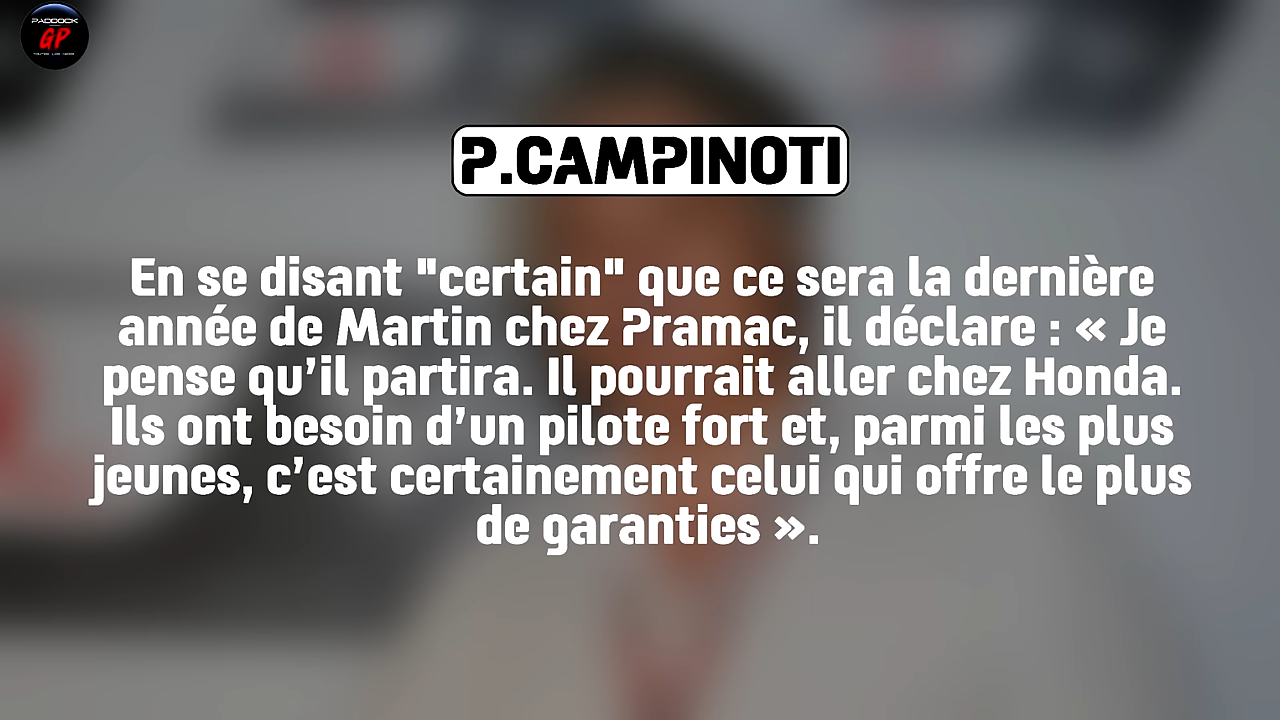 PADDOCK
GP
P.CAMPINOTI
En se disant "certain" que ce sera la dernière
année de Martin chez Pramac, il déclare : « Je
pense qu’il partira. Il pourrait aller chez Honda.
Ils ont besoin d’un pilote fort et, parmi les plus
jeunes, c’est certainement celui qui offre le plus
de garanties ».